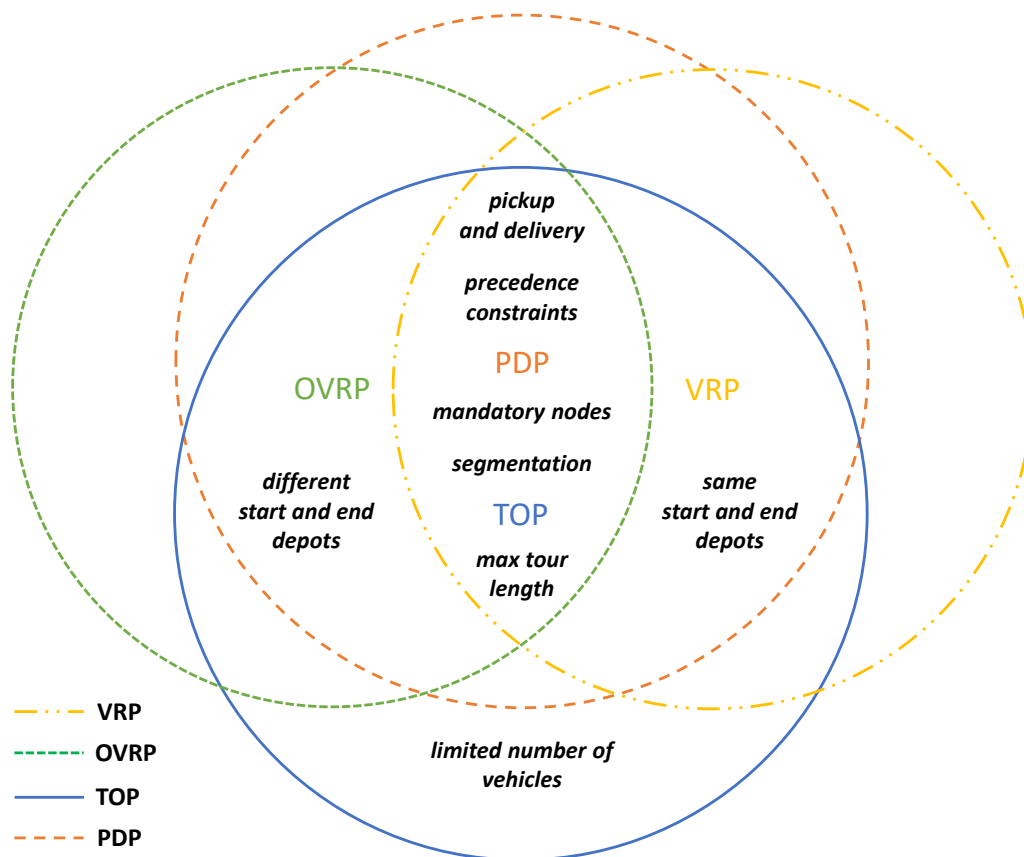 pickup
and delivery
precedence
constraints
PDP
OVRP
VRP
mandatory nodes
segmentation
different
start and end
depots
same
start and end
depots
TOP
max tour
length
limited number of
vehicles
VRP
OVRP
TOP
PDP